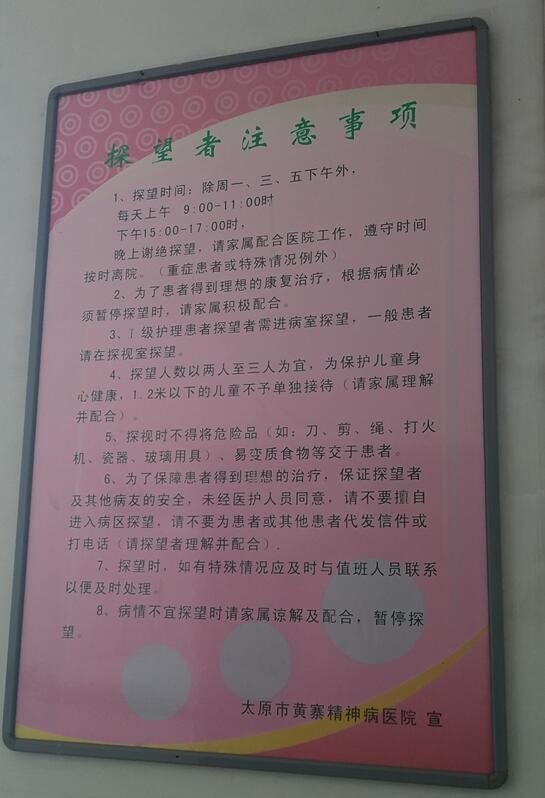 探望者注意事项
1、探望时间：除周一、三、五下午外，
每天上午 9:00-11:00时
下午15:00-17:00时，
晚上谢绝探望，请家属配合医院工作，遵守时间
按时离院。（重症患者或特殊情况例外）
2、为了患者得到理想的康复治疗，根据病情必
须暂停探望时，请家属积极配合。
3、Ⅰ级护理患者探望者需进病室探望，一般患者
请在探视室探望。
4、探望人数以两人至三人为宜，为保护儿童身
心健康，1.2米以下的儿童不予单独接待（请家属理解
并配合）。
5、探视时不得将危险品（如：刀、剪、绳、打火
机、瓷器、玻璃用具）、易变质食物等交于患者。
6、为了保障患者得到理想的治疗，保证探望者
及其他病友的安全，未经医护人员同意，请不要擅自
进入病区探望，请不要为患者或其他患者代发信件或
打电话（请探望者理解并配合）.
7、探望时，如有特殊情况应及时与值班人员联系
以便及时处理。
8、病情不宜探望时请家属谅解及配合，暂停探
望。
太原市黄寨精神病医院 宣